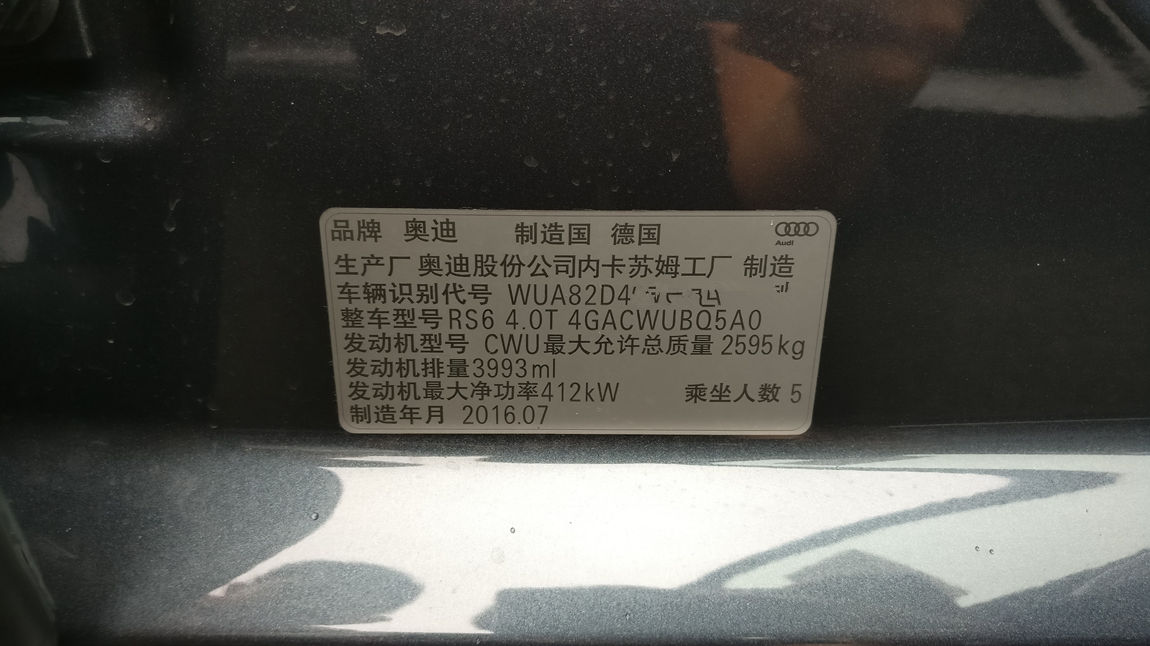 品牌 奥迪 制造国 德国
Audi
生产厂 奥迪股份公司内卡苏姆工厂 制造
车辆识别代号
整车型号RS6 4.0T 4GACWUBQ5A0
发动机型号 CWU最大允许总质量 2595kg
发动机排量3993ml
发动机最大净功率412kW 乘坐人数 5
制造年月 2016.07